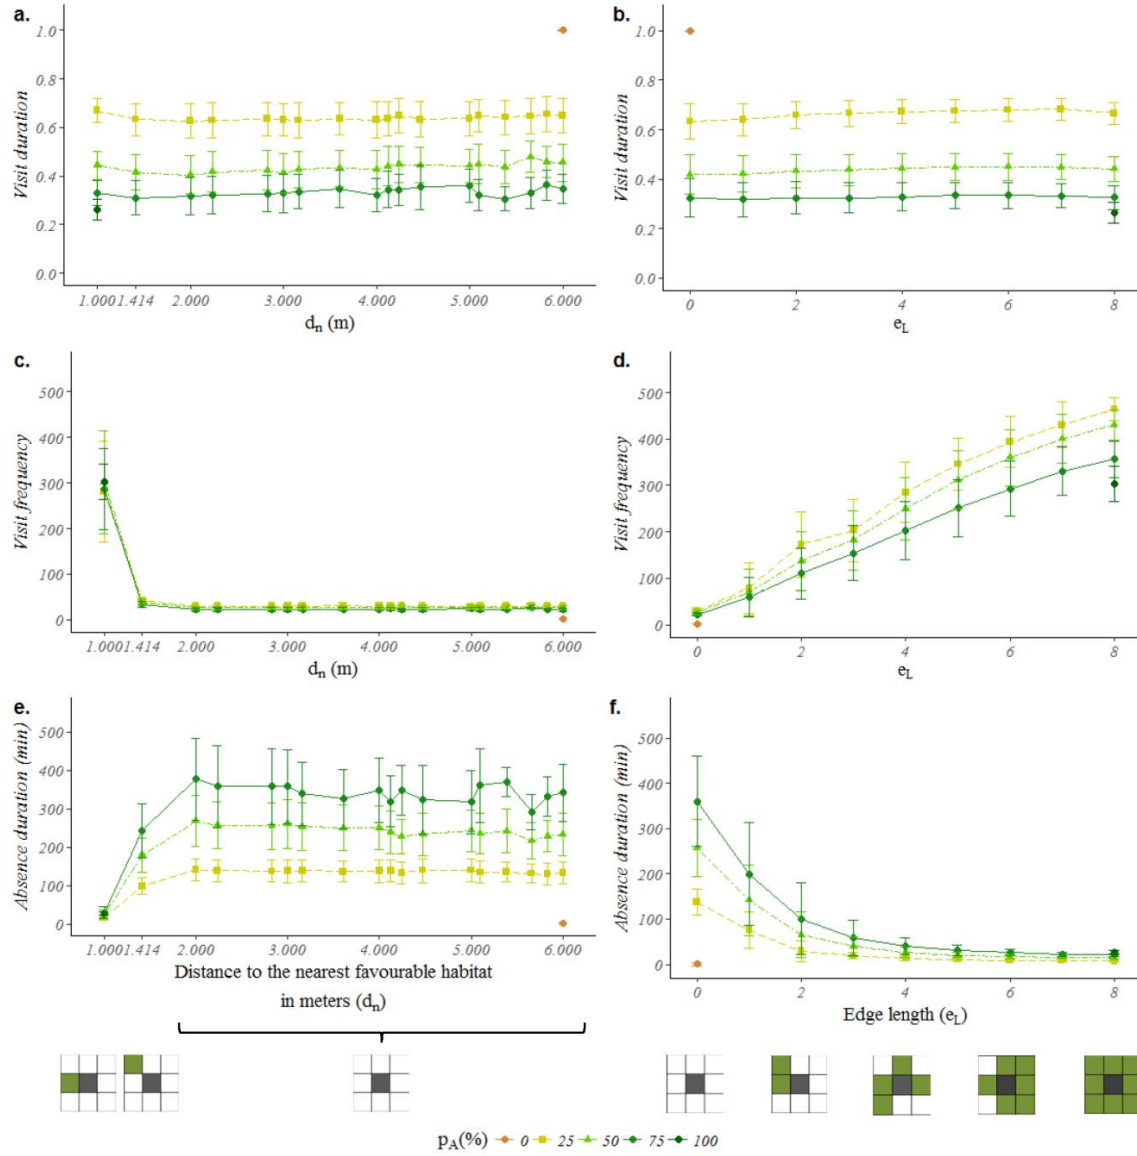 a.
1.0
0.8
0.6
0.4
0.2
0.0
Visit duration
1.000 1.414 2.000 3.000 4.000 5.000 6.000
dn (m)
b.
1.0
0.8
0.6
0.4
0.2
0.0
Visit duration
0 2 4 6 8
eL
c.
500
400
300
200
100
0
Visit frequency
1.000 1.414 2.000 3.000 4.000 5.000 6.000
dn (m)
d.
500
400
300
200
100
0
Visit frequency
0 2 4 6 8
eL
e.
500
400
300
200
100
0
Absence duration (min)
1.000 1.414 2.000 3.000 4.000 5.000 6.000
Distance to the nearest favourable habitat
in meters (dn)
f.
500
400
300
200
100
0
Absence duration (min)
0 2 4 6 8
Edge length (eL)
pA(%) 0 25 50 75 100